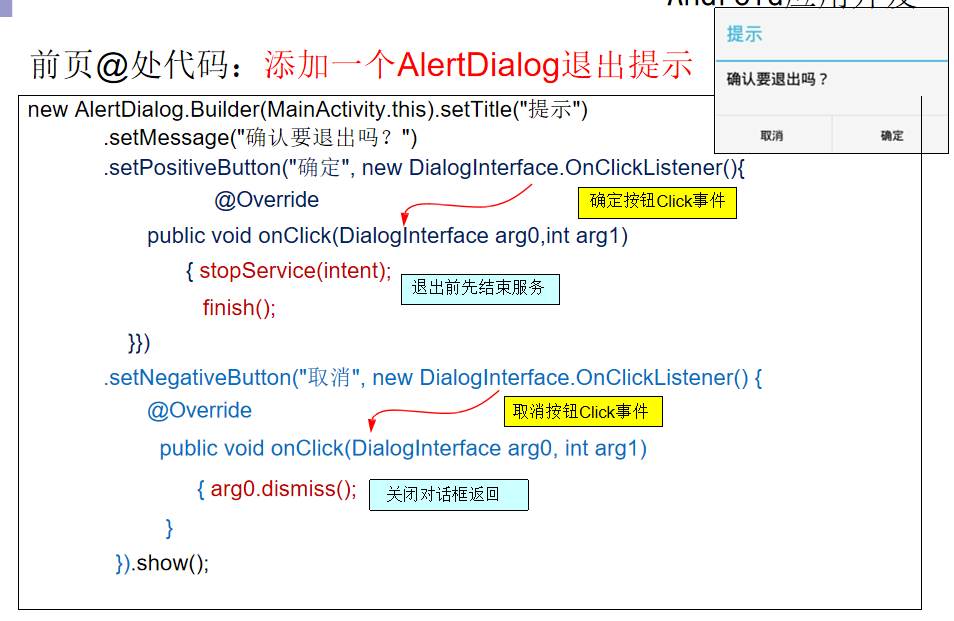 Android应用开发
前页@处代码：添加一个AlertDialog退出提示
提示
确认要退出吗？
取消 确定
new AlertDialog.Builder(MainActivity.this).setTitle("提示")
.setMessage("确认要退出吗？")
.setPositiveButton("确定", new DialogInterface.OnClickListener(){
@Override
确定按钮Click事件
public void onClick(DialogInterface arg0,int arg1)
{ stopService(intent);
退出前先结束服务
finish();
}})
.setNegativeButton("取消", new DialogInterface.OnClickListener() {
@Override
取消按钮Click事件
public void onClick(DialogInterface arg0, int arg1)
{ arg0.dismiss();
关闭对话框返回
}
}).show();